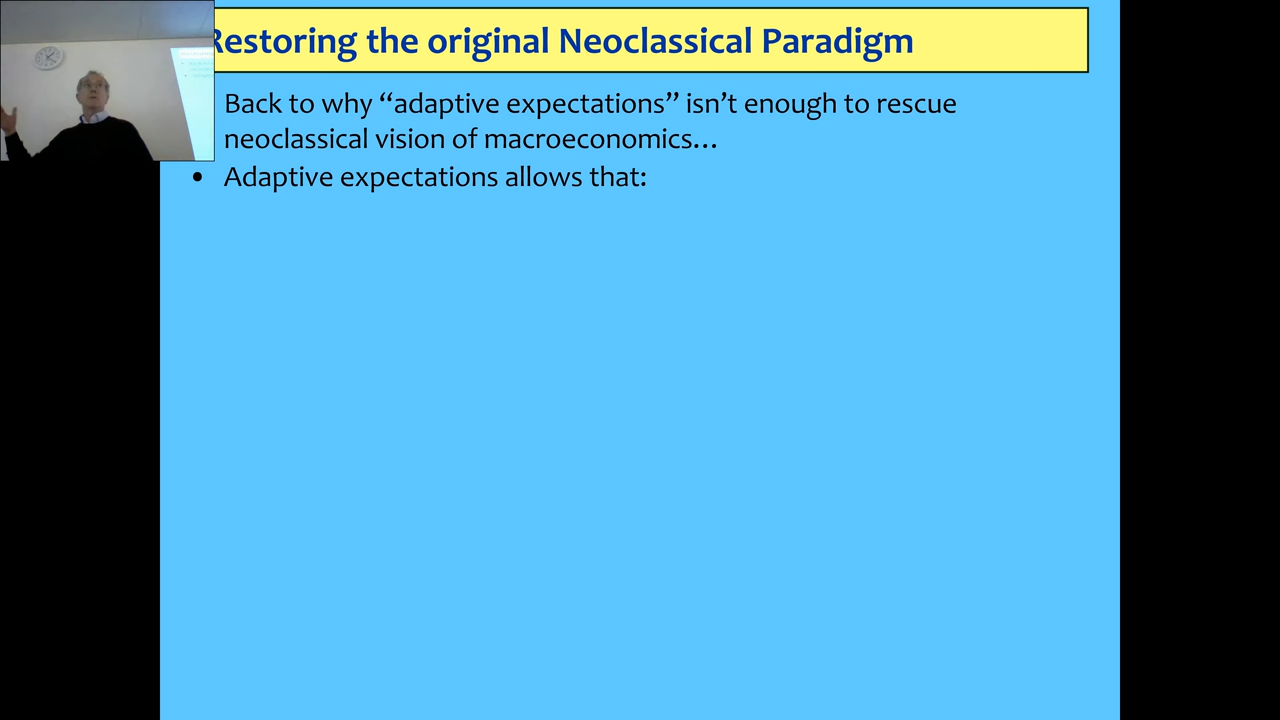 Restoring the original Neoclassical Paradigm
Back to why “adaptive expectations” isn’t enough to rescue
neoclassical vision of macroeconomics…
• Adaptive expectations allows that: